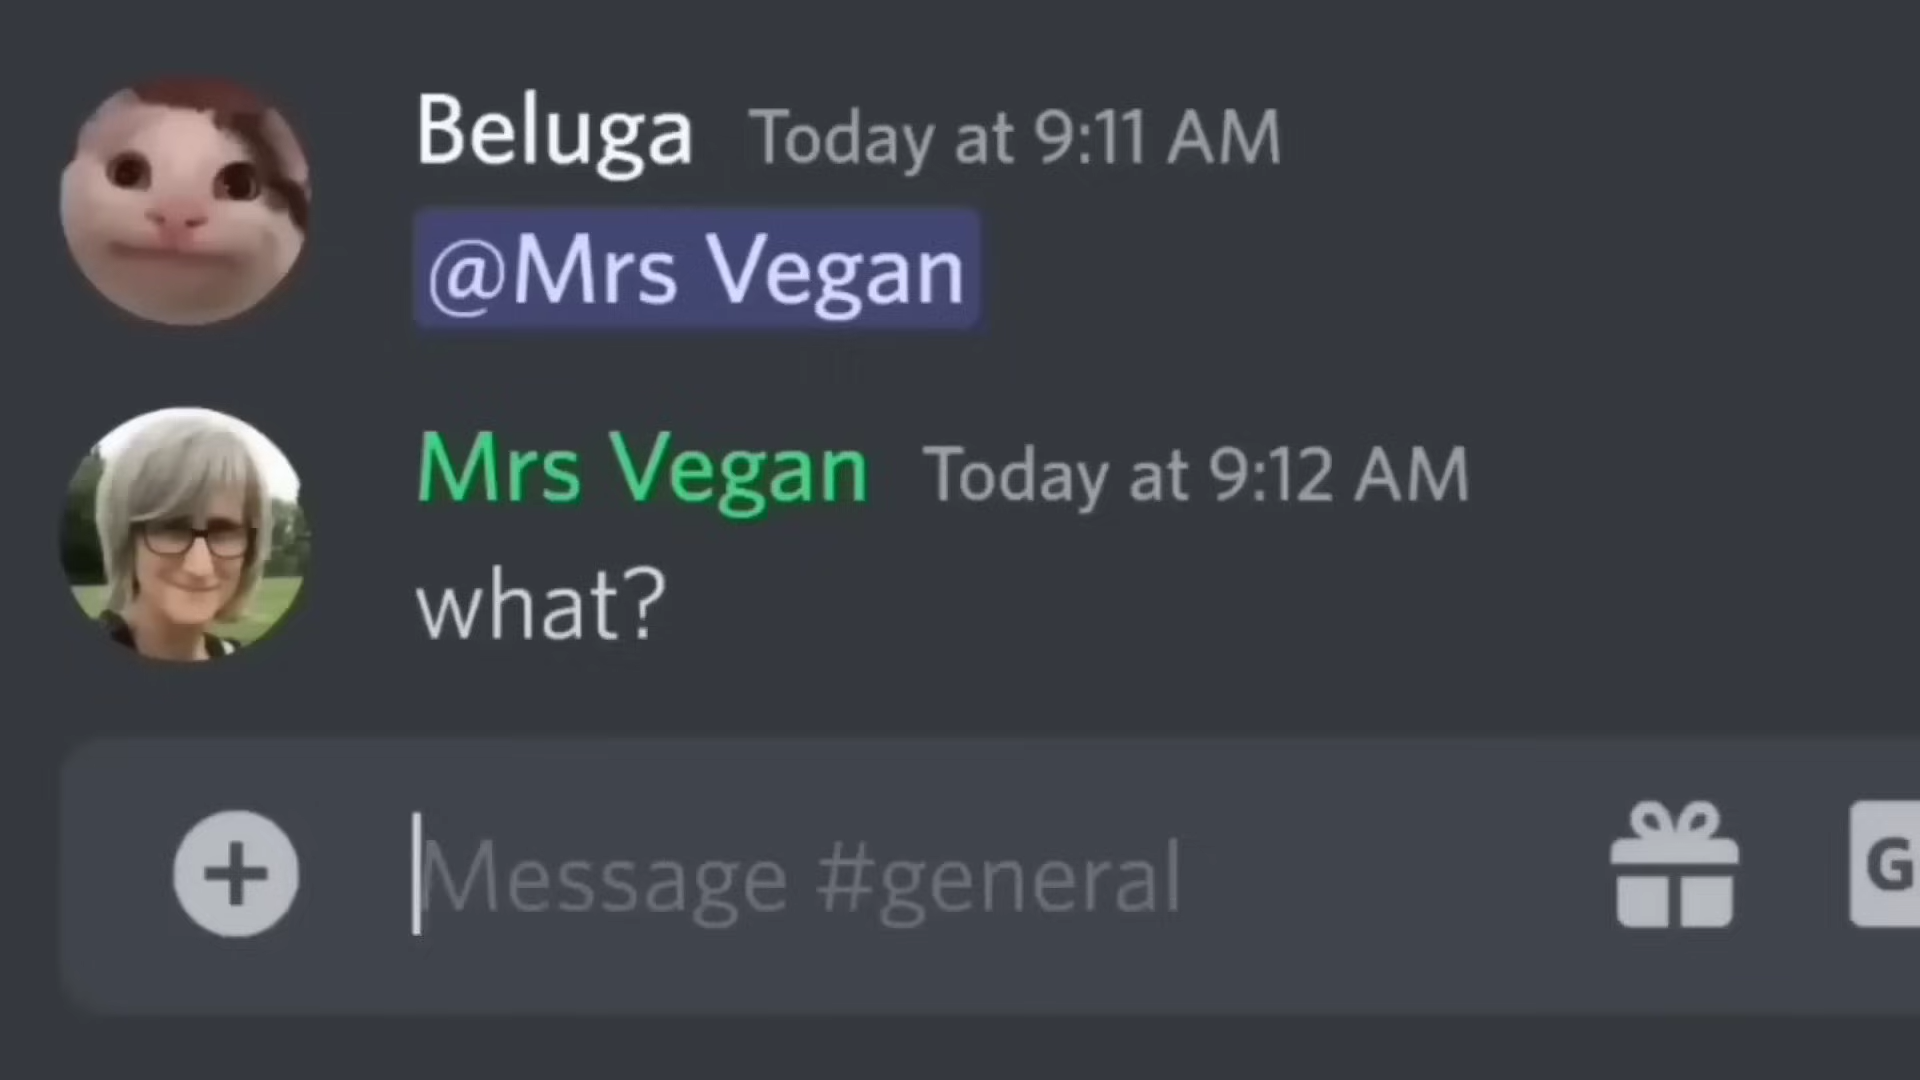 Beluga Today at 9:11 AM
@Mrs Vegan
Mrs Vegan Today at 9:12 AM
what?
Message #general
G